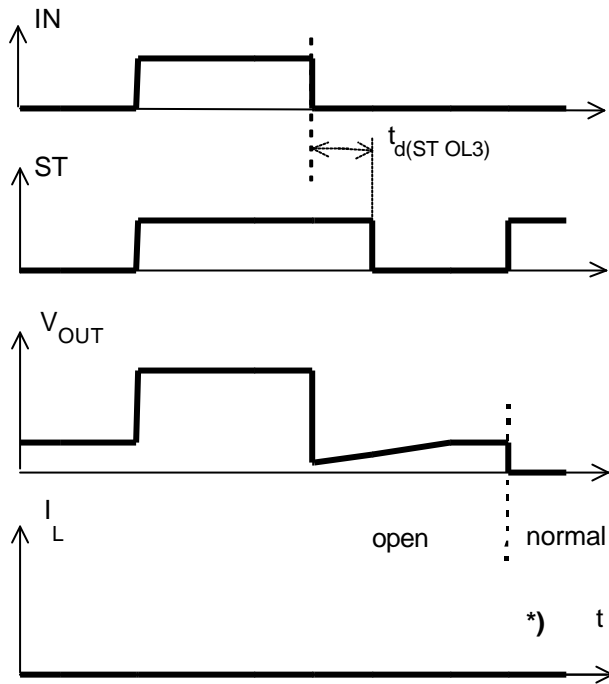 IN
t d(ST OL3)
ST
V OUT
I L
open normal
*) t